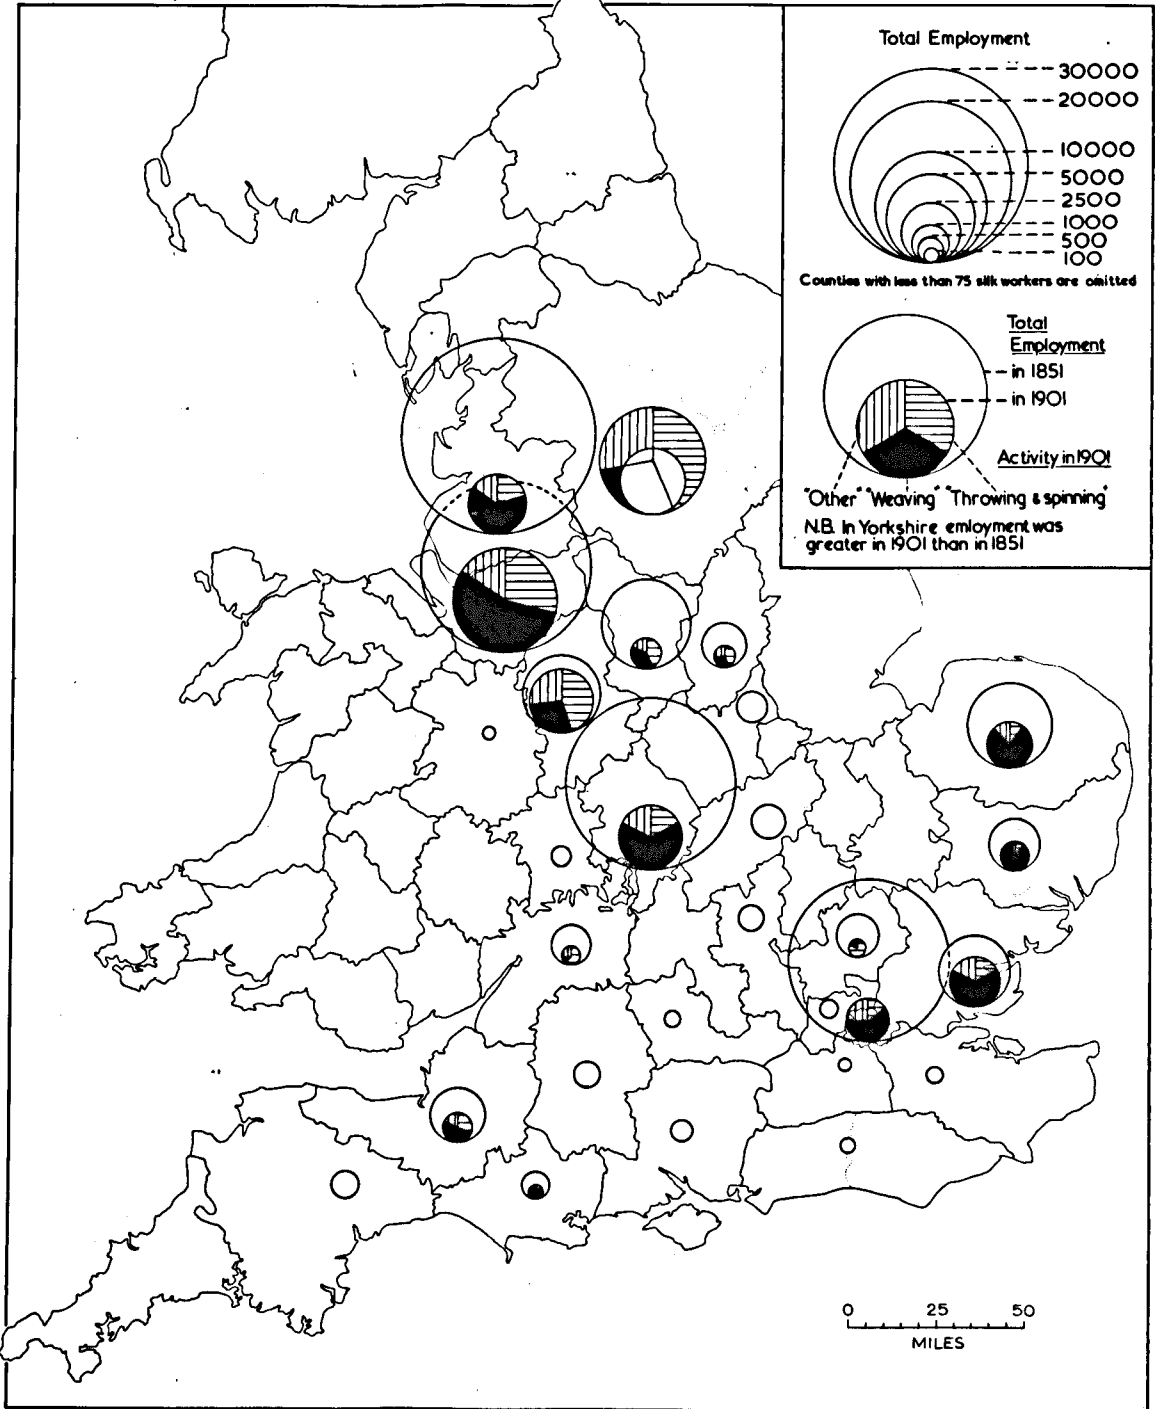 Total Employment
30000
20000
10000
5000
2500
1000
500
100
Counties with less than 75 silk workers are omitted
Total
Employment
in 1851
in 1901
Activity in 1901
"Other" "Weaving" "Throwing & spinning"
N.B. In Yorkshire emloyment was
greater in 1901 than in 1851
0 25 50
MILES